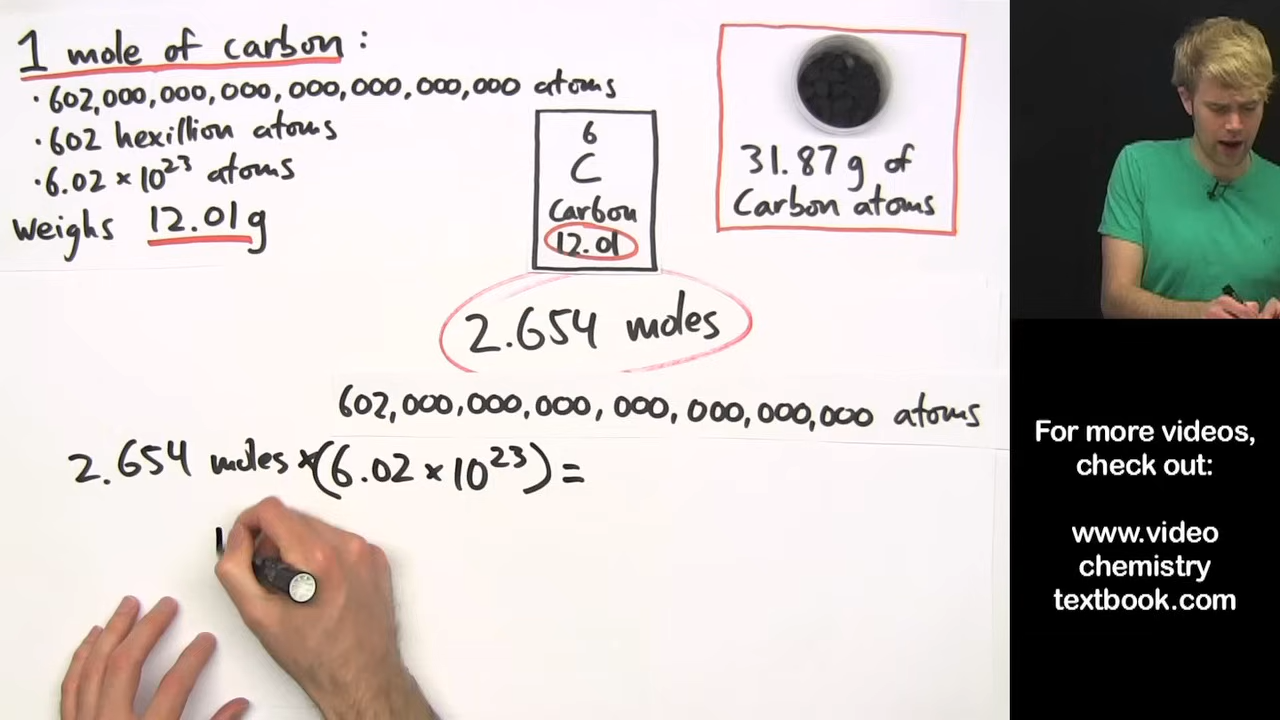 1 mole of carbon:
· 602,000,000,000,000,000,000,000 atoms
· 602 hexillion atoms
· 6.02 × 10²³ atoms
Weighs 12.01g
6
C
Carbon
12.01
31.87g of
Carbon atoms
2.654 moles
602,000,000,000,000,000,000,000 atoms
2.654 moles × (6.02 × 10²³) =
For more videos,
check out:
www.video
chemistry
textbook.com